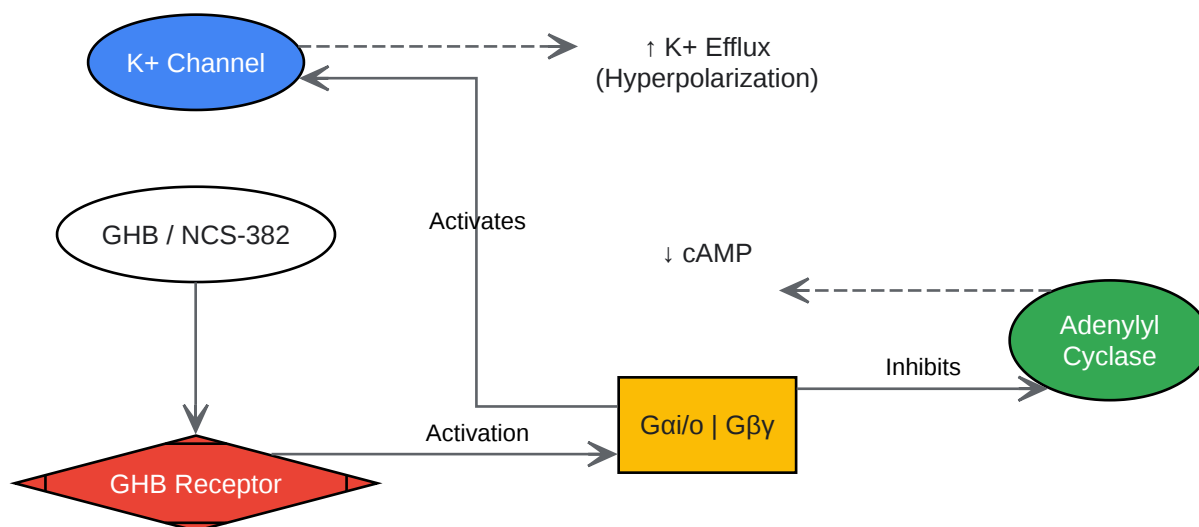 K+ Channel
↑ K+ Efflux
(Hyperpolarization)
Activates
GHB / NCS-382
↓ cAMP
Adenylyl
Cyclase
Inhibits
Gαi/o | Gβγ
Activation
GHB Receptor